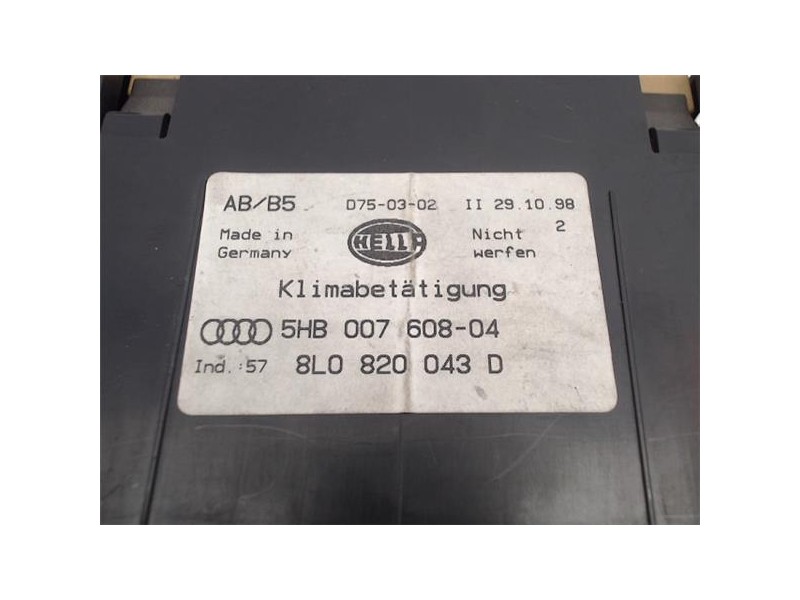 AB/B5 D75-03-02 II 29.10.98
Made in Germany
HELLA
Nicht werfen
2
Klimabetätigung
5HB 007 608-04
Ind.:57 8L0 820 043 D